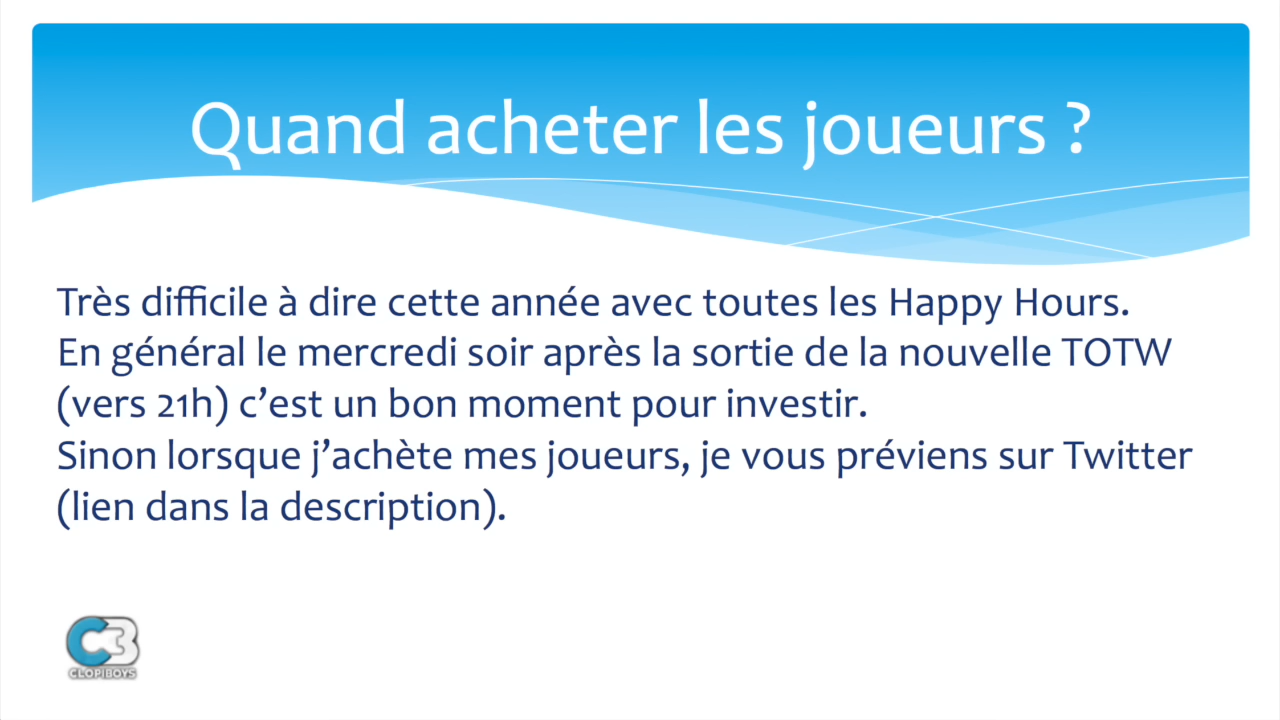 Quand acheter les joueurs ?
Très difficile à dire cette année avec toutes les Happy Hours.
En général le mercredi soir après la sortie de la nouvelle TOTW
(vers 21h) c’est un bon moment pour investir.
Sinon lorsque j’achète mes joueurs, je vous préviens sur Twitter
(lien dans la description).
C3
CLOPIBOYS